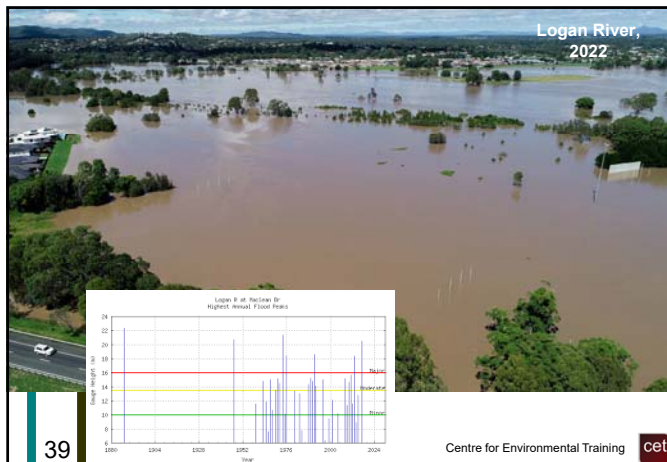 Logan River,
2022
Logan R at Maclean Br
Highest Annual Flood Peaks
Gauge Height (m)
24
22
20
18
16
14
12
10
8
6
Major
Moderate
Minor
1880 1904 1928 1952 1976 2000 2024
Year
39
Centre for Environmental Training
cet